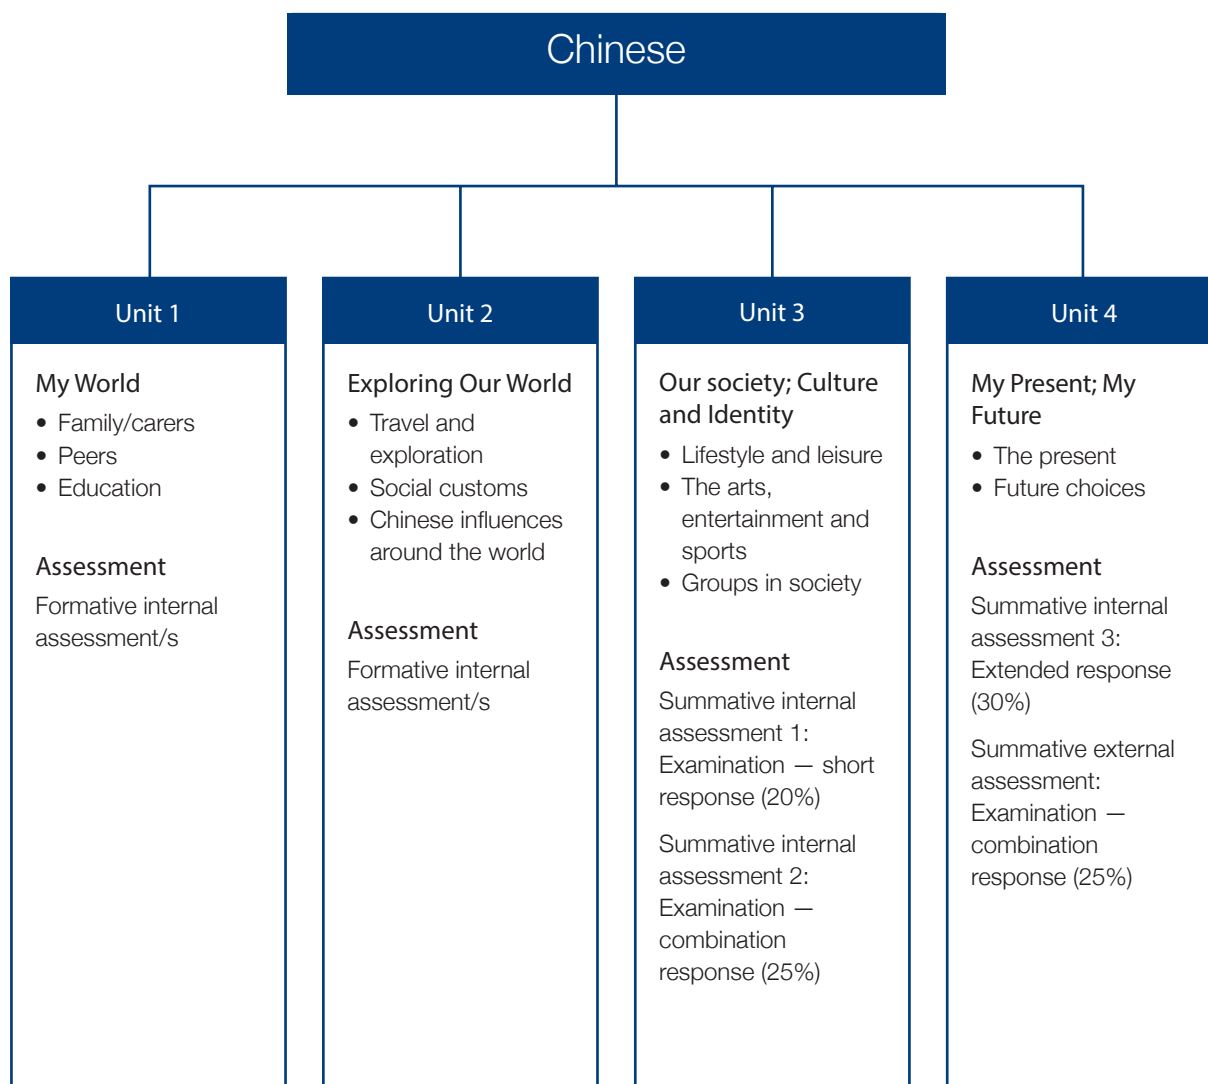 Chinese
Unit 1
My World
• Family/carers
• Peers
• Education
Assessment
Formative internal
assessment/s
Unit 2
Exploring Our World
• Travel and
exploration
• Social customs
• Chinese influences
around the world
Assessment
Formative internal
assessment/s
Unit 3
Our society; Culture
and Identity
• Lifestyle and leisure
• The arts,
entertainment and
sports
• Groups in society
Assessment
Summative internal
assessment 1:
Examination — short
response (20%)
Summative internal
assessment 2:
Examination —
combination
response (25%)
Unit 4
My Present; My
Future
• The present
• Future choices
Assessment
Summative internal
assessment 3:
Extended response
(30%)
Summative external
assessment:
Examination —
combination
response (25%)